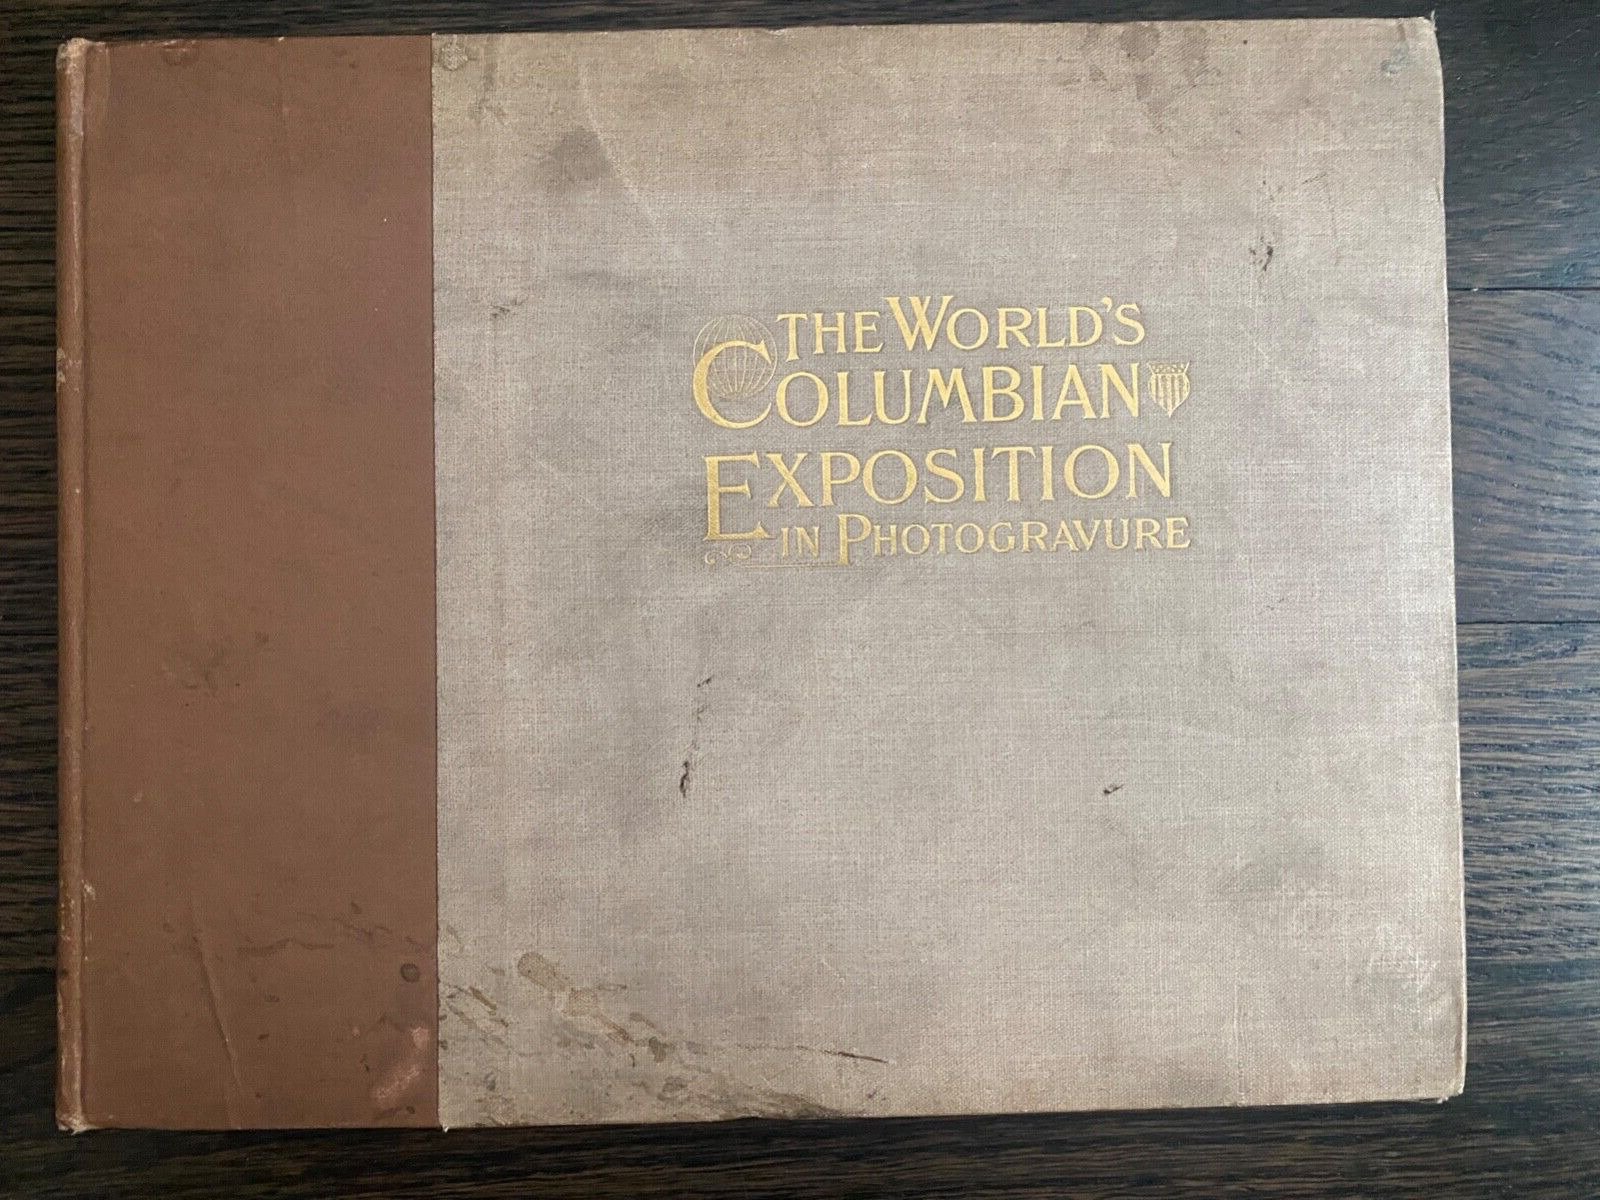 THE WORLD'S
COLUMBIAN
EXPOSITION
IN PHOTOGRAVURE